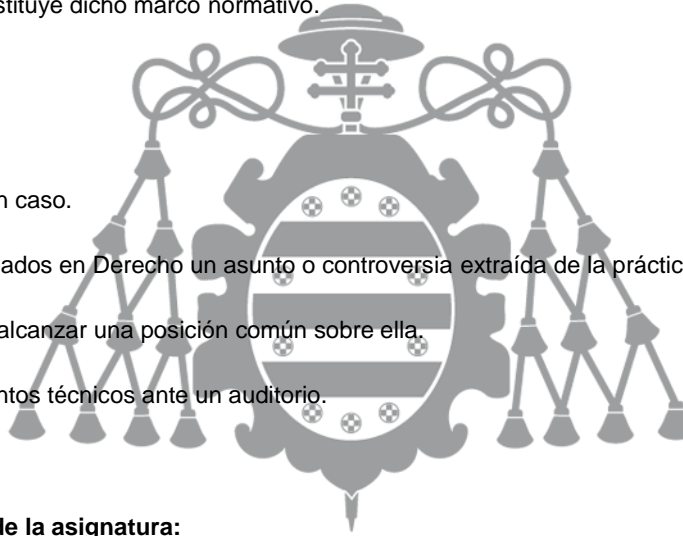 stituye dicho marco normativo.
n caso.
ados en Derecho un asunto o controversia extraída de la práctic
alcanzar una posición común sobre ella.
ntos técnicos ante un auditorio.
de la asignatura: